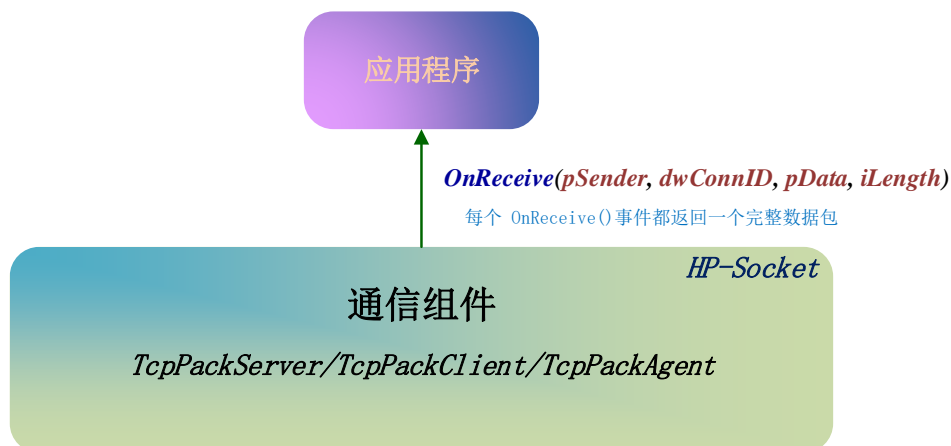 应用程序
OnReceive(pSender, dwConnID, pData, iLength)
每个 OnReceive()事件都返回一个完整数据包
HP-Socket
通信组件
TcpPackServer/TcpPackClient/TcpPackAgent